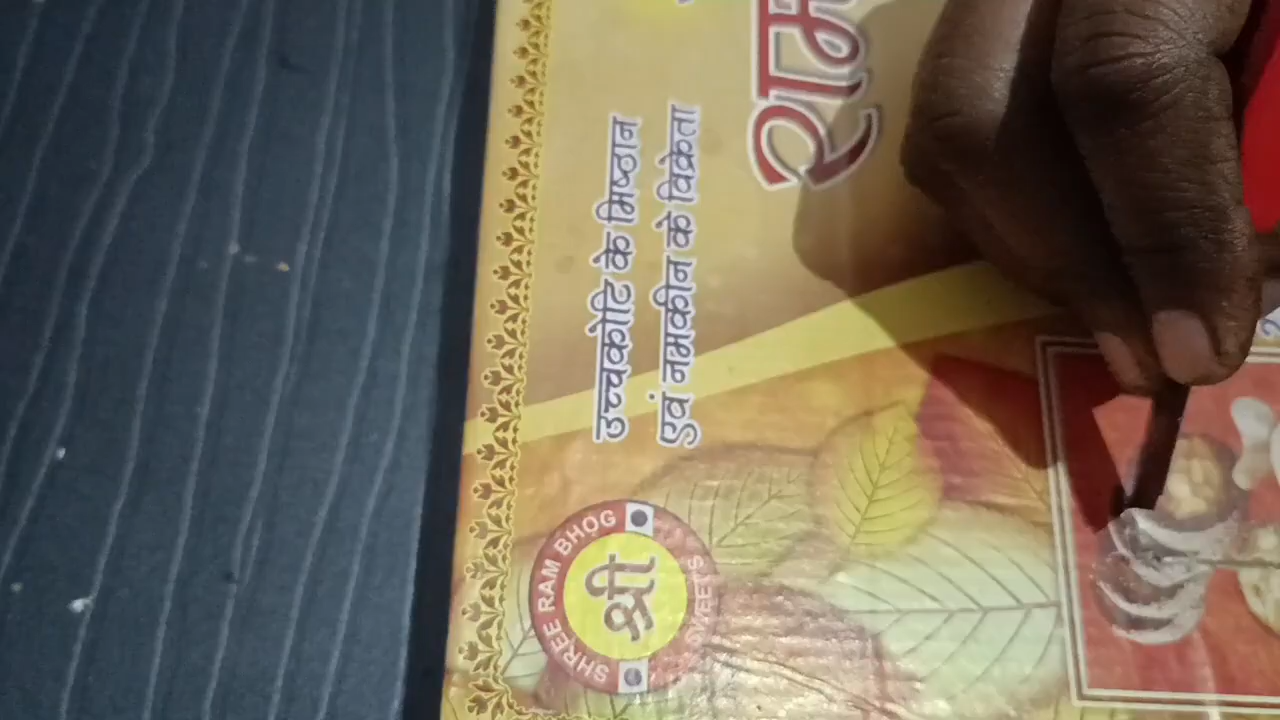 उच्चकोटि के मिष्ठान
एवं नमकीन के विक्रेता
राम
SHREE RAM BHOG
श्री
SWEETS